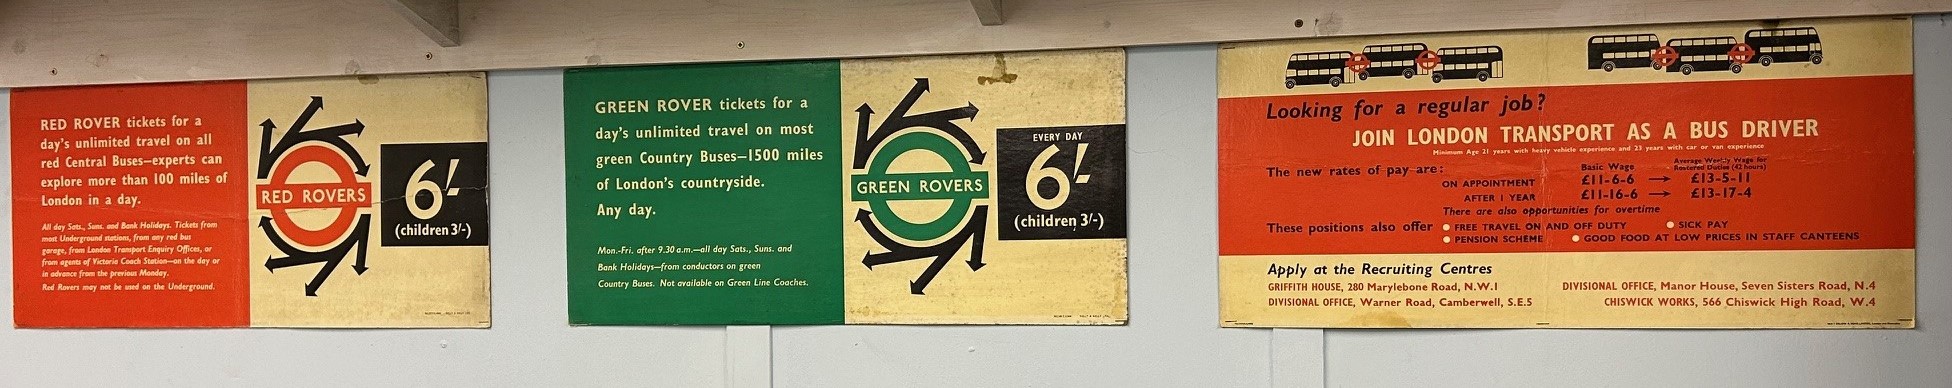 RED ROVER tickets for a
day's unlimited travel on all
red Central Buses—experts can
explore more than 100 miles of
London in a day.
All day Sats., Suns. and Bank Holidays. Tickets from
most Underground stations, from any red bus
garage, from London Transport Enquiry Offices, or
from agents of Victoria Coach Station—on the day or
in advance from the previous Monday.
Red Rovers may not be used on the Underground.
RED ROVERS
6/-
(children 3/-)
GREEN ROVER tickets for a
day's unlimited travel on most
green Country Buses—1500 miles
of London's countryside.
Any day.
Mon.-Fri. after 9.30 a.m.—all day Sats., Suns. and
Bank Holidays—from conductors on green
Country Buses. Not available on Green Line Coaches.
GREEN ROVERS
EVERY DAY
6/-
(children 3/-)
Looking for a regular job?
JOIN LONDON TRANSPORT AS A BUS DRIVER
Minimum Age 21 years with heavy vehicle experience and 23 years with car or van experience
The new rates of pay are:
Basic Wage
Average Weekly Wage for
Rostered Duties (42 hours)
ON APPOINTMENT £11-6-6 → £13-5-11
AFTER 1 YEAR £11-16-6 → £13-17-4
There are also opportunities for overtime
These positions also offer • FREE TRAVEL ON AND OFF DUTY • SICK PAY
• PENSION SCHEME • GOOD FOOD AT LOW PRICES IN STAFF CANTEENS
Apply at the Recruiting Centres
GRIFFITH HOUSE, 280 Marylebone Road, N.W.1
DIVISIONAL OFFICE, Warner Road, Camberwell, S.E.5
DIVISIONAL OFFICE, Manor House, Seven Sisters Road, N.4
CHISWICK WORKS, 566 Chiswick High Road, W.4